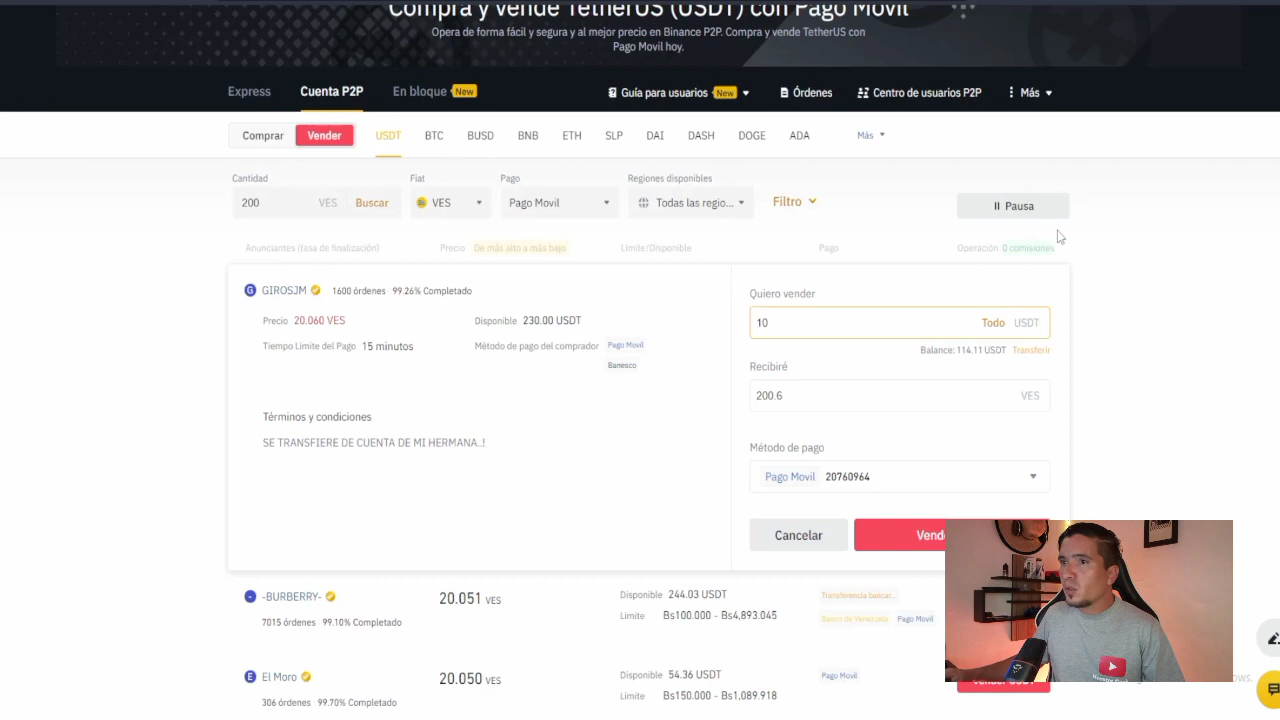 Compra y vende TetherUS (USDT) con Pago Movil
Opera de forma fácil y segura y al mejor precio en Binance P2P. Compra y vende TetherUS con
Pago Movil hoy.
Express Cuenta P2P En bloque New Guía para usuarios New Órdenes Centro de usuarios P2P Más
Comprar Vender USDT BTC BUSD BNB ETH SLP DAI DASH DOGE ADA Más
Cantidad Fiat Pago Regiones disponibles
200 VES Buscar VES Pago Movil Todas las regio... Filtro Pausa
Anunciantes (tasa de finalización) Precio De más alto a más bajo Límite/Disponible Pago Operación 0 comisiones
G GIROSJM 1600 órdenes 99.26% Completado
Quiero vender
Precio 20.060 VES Disponible 230.00 USDT
10 Todo USDT
Tiempo Límite del Pago 15 minutos Método de pago del comprador Pago Movil
Balance: 114.11 USDT Transferir
Banesco
Recibiré
200.6 VES
Términos y condiciones
SE TRANSFIERE DE CUENTA DE MI HERMANA..!
Método de pago
Pago Movil 20760964
Cancelar
-BURBERRY- 20.051 VES Disponible 244.03 USDT Transferencia bancar..
7015 órdenes 99.10% Completado Límite Bs100.000 - Bs4,893.045 Banco de Venezuela Pago Movil
E El Moro 20.050 VES Disponible 54.36 USDT Pago Movil
306 órdenes 99.70% Completado Límite Bs150.000 - Bs1,089.918